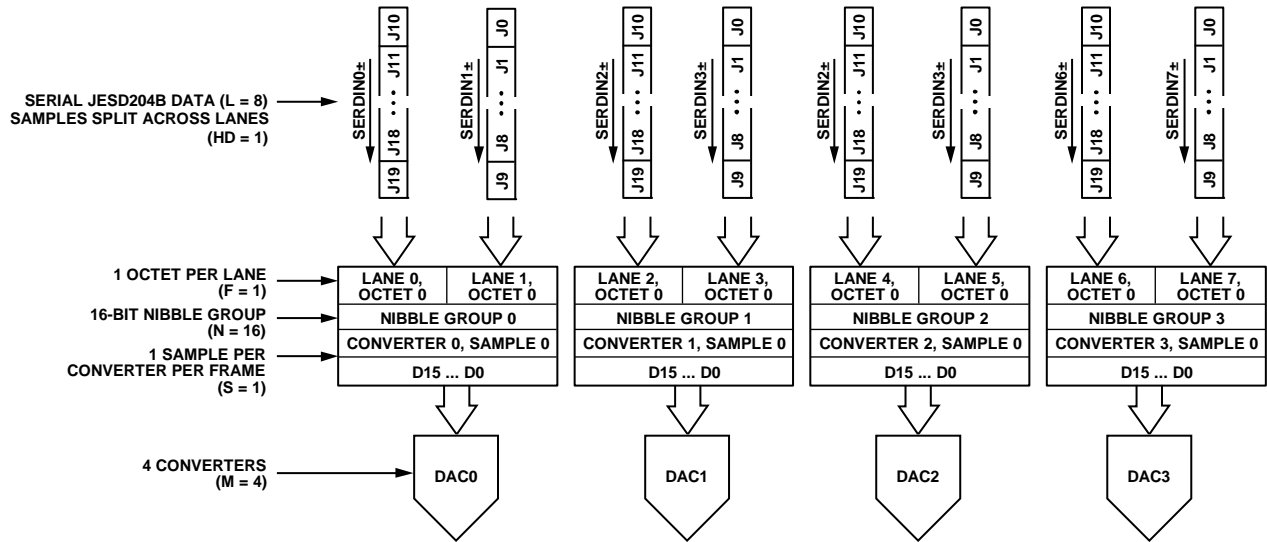 J10 J0 J10 J0 J10 J0 J10 J0
J11 J1 J11 J1 J11 J1 J11 J1
SERDIN0± SERDIN1± SERDIN2± SERDIN3± SERDIN2± SERDIN3± SERDIN6± SERDIN7±
SERIAL JESD204B DATA (L = 8)
SAMPLES SPLIT ACROSS LANES
(HD = 1)
J18 J8 J18 J8 J18 J8 J18 J8
J19 J9 J19 J9 J19 J9 J19 J9
1 OCTET PER LANE
(F = 1)
LANE 0, LANE 1, LANE 2, LANE 3, LANE 4, LANE 5, LANE 6, LANE 7,
OCTET 0 OCTET 0 OCTET 0 OCTET 0 OCTET 0 OCTET 0 OCTET 0 OCTET 0
16-BIT NIBBLE GROUP
(N = 16)
NIBBLE GROUP 0 NIBBLE GROUP 1 NIBBLE GROUP 2 NIBBLE GROUP 3
1 SAMPLE PER
CONVERTER PER FRAME
(S = 1)
CONVERTER 0, SAMPLE 0 CONVERTER 1, SAMPLE 0 CONVERTER 2, SAMPLE 0 CONVERTER 3, SAMPLE 0
D15 ... D0 D15 ... D0 D15 ... D0 D15 ... D0
4 CONVERTERS
(M = 4)
DAC0 DAC1 DAC2 DAC3